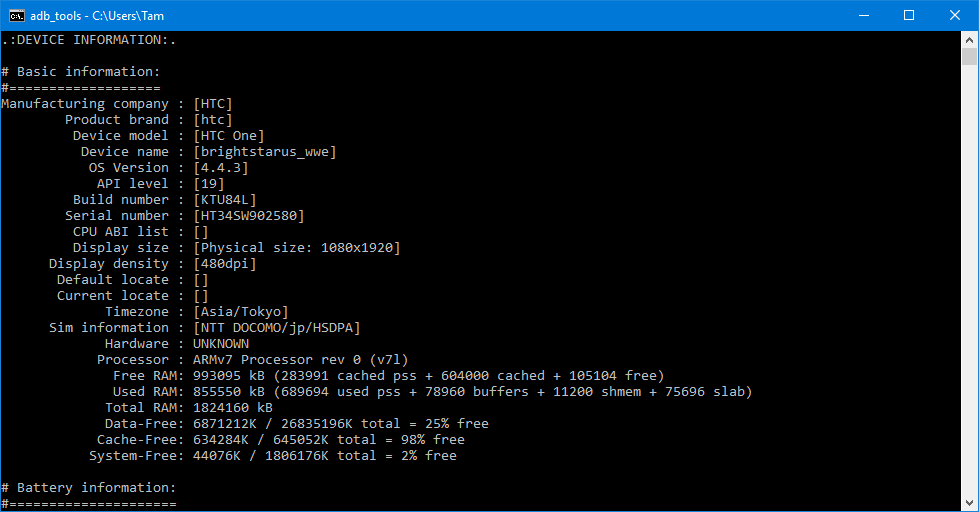 adb_tools - C:\Users\Tam
.:DEVICE INFORMATION:.
# Basic information:
#===================
Manufacturing company : [HTC]
Product brand : [htc]
Device model : [HTC One]
Device name : [brightstarus_wwe]
OS Version : [4.4.3]
API level : [19]
Build number : [KTU84L]
Serial number : [HT34SW902580]
CPU ABI list : []
Display size : [Physical size: 1080x1920]
Display density : [480dpi]
Default locate : []
Current locate : []
Timezone : [Asia/Tokyo]
Sim information : [NTT DOCOMO/jp/HSDPA]
Hardware : UNKNOWN
Processor : ARMv7 Processor rev 0 (v7l)
Free RAM: 993095 kB (283991 cached pss + 604000 cached + 105104 free)
Used RAM: 855550 kB (689694 used pss + 78960 buffers + 11200 shmem + 75696 slab)
Total RAM: 1824160 kB
Data-Free: 6871212K / 26835196K total = 25% free
Cache-Free: 634284K / 645052K total = 98% free
System-Free: 44076K / 1806176K total = 2% free
# Battery information:
#=====================